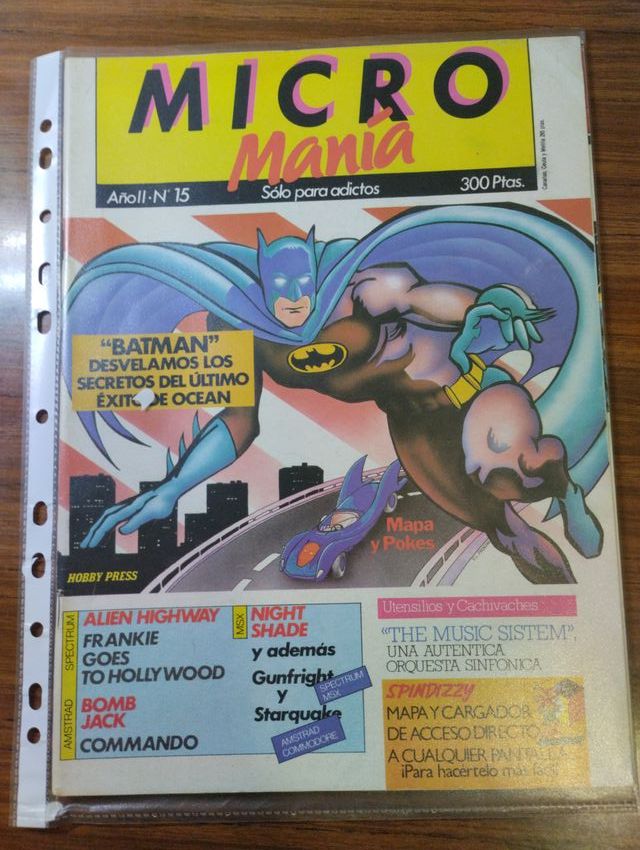 MICRO
Manía
Año II·Nº 15
Sólo para adictos
300 Ptas.
"BATMAN"
DESVELAMOS LOS
SECRETOS DEL ÚLTIMO
ÉXITO DE OCEAN
Mapa
y Pokes
HOBBY PRESS
SPECTRUM
ALIEN HIGHWAY
FRANKIE
GOES
TO HOLLYWOOD
AMSTRAD
BOMB
JACK
COMMANDO
MSX
NIGHT
SHADE
y además
Gunfright
y
Starquake
SPECTRUM
MSX
AMSTRAD
COMMODORE
Utensilios y Cachivaches
"THE MUSIC SISTEM",
UNA AUTENTICA
ORQUESTA SINFONICA
SPINDIZZY
MAPA Y CARGADOR
DE ACCESO DIRECTO
A CUALQUIER PANTALLA
¡Para hacértelo más fácil!